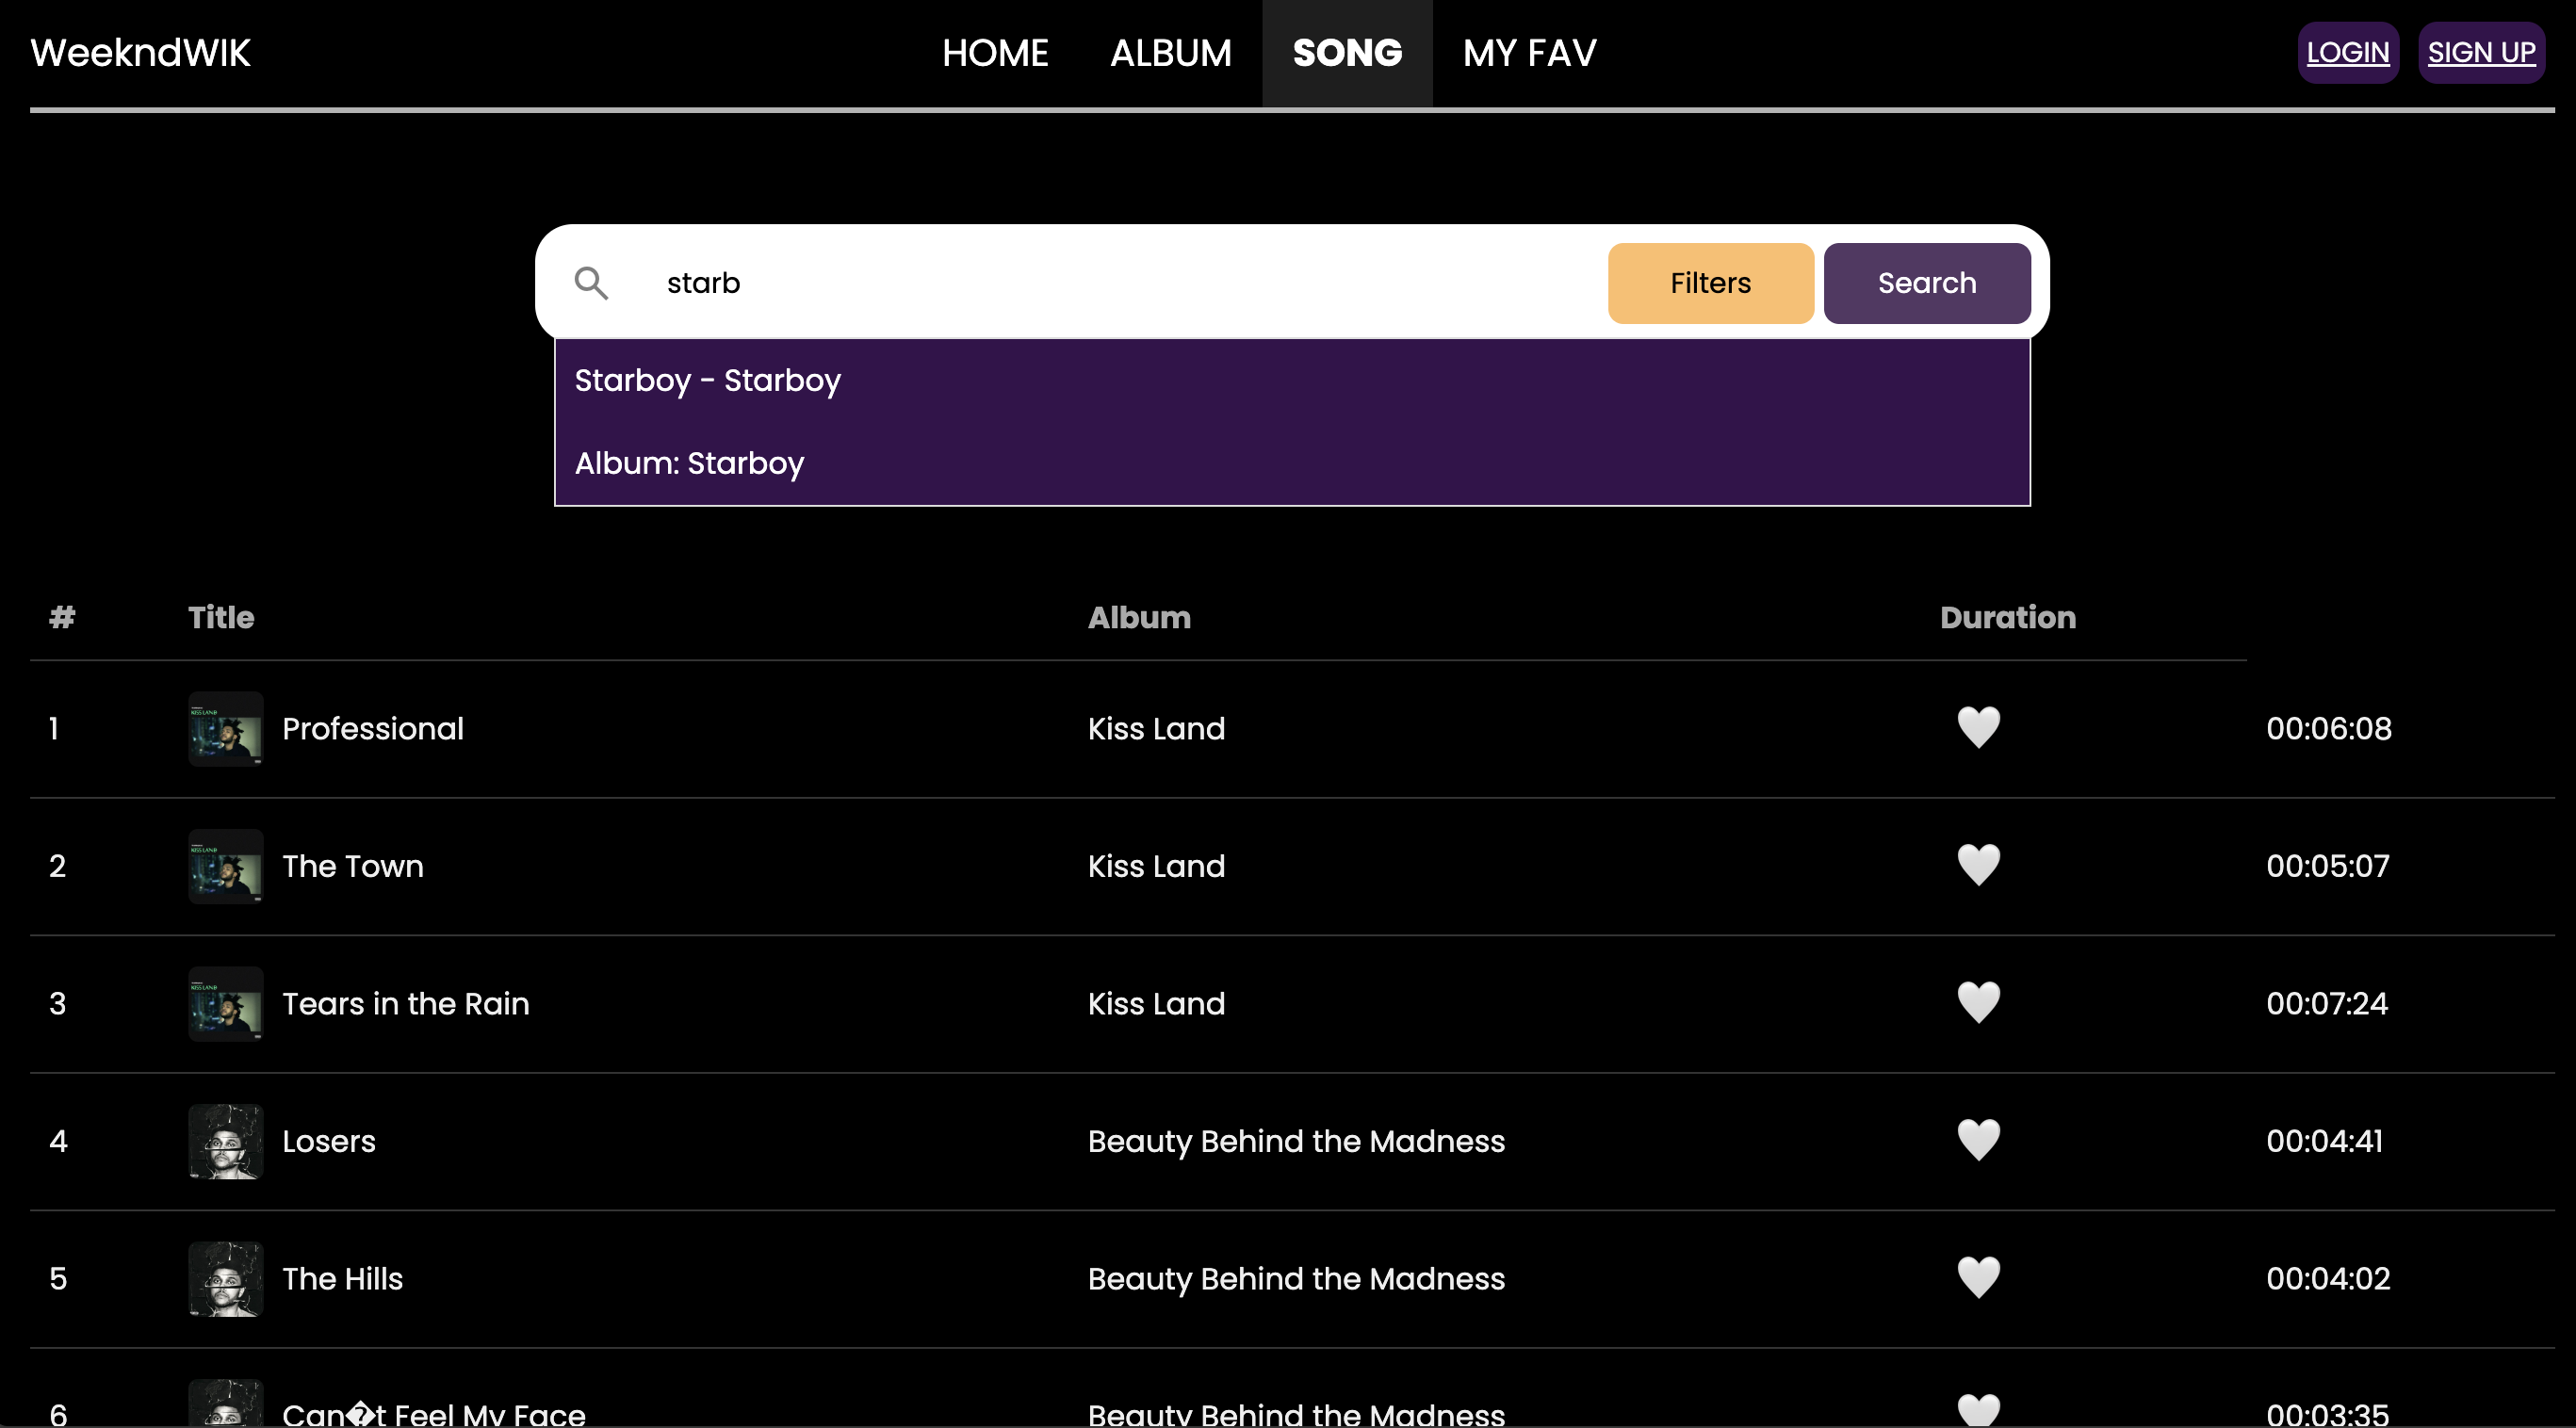 WeekndWIK HOME ALBUM SONG MY FAV LOGIN SIGN UP
starb Filters Search
Starboy - Starboy
Album: Starboy
# Title Album Duration
1 Professional Kiss Land 00:06:08
2 The Town Kiss Land 00:05:07
3 Tears in the Rain Kiss Land 00:07:24
4 Losers Beauty Behind the Madness 00:04:41
5 The Hills Beauty Behind the Madness 00:04:02
6 Can�t Feel My Face Beauty Behind the Madness 00:03:35